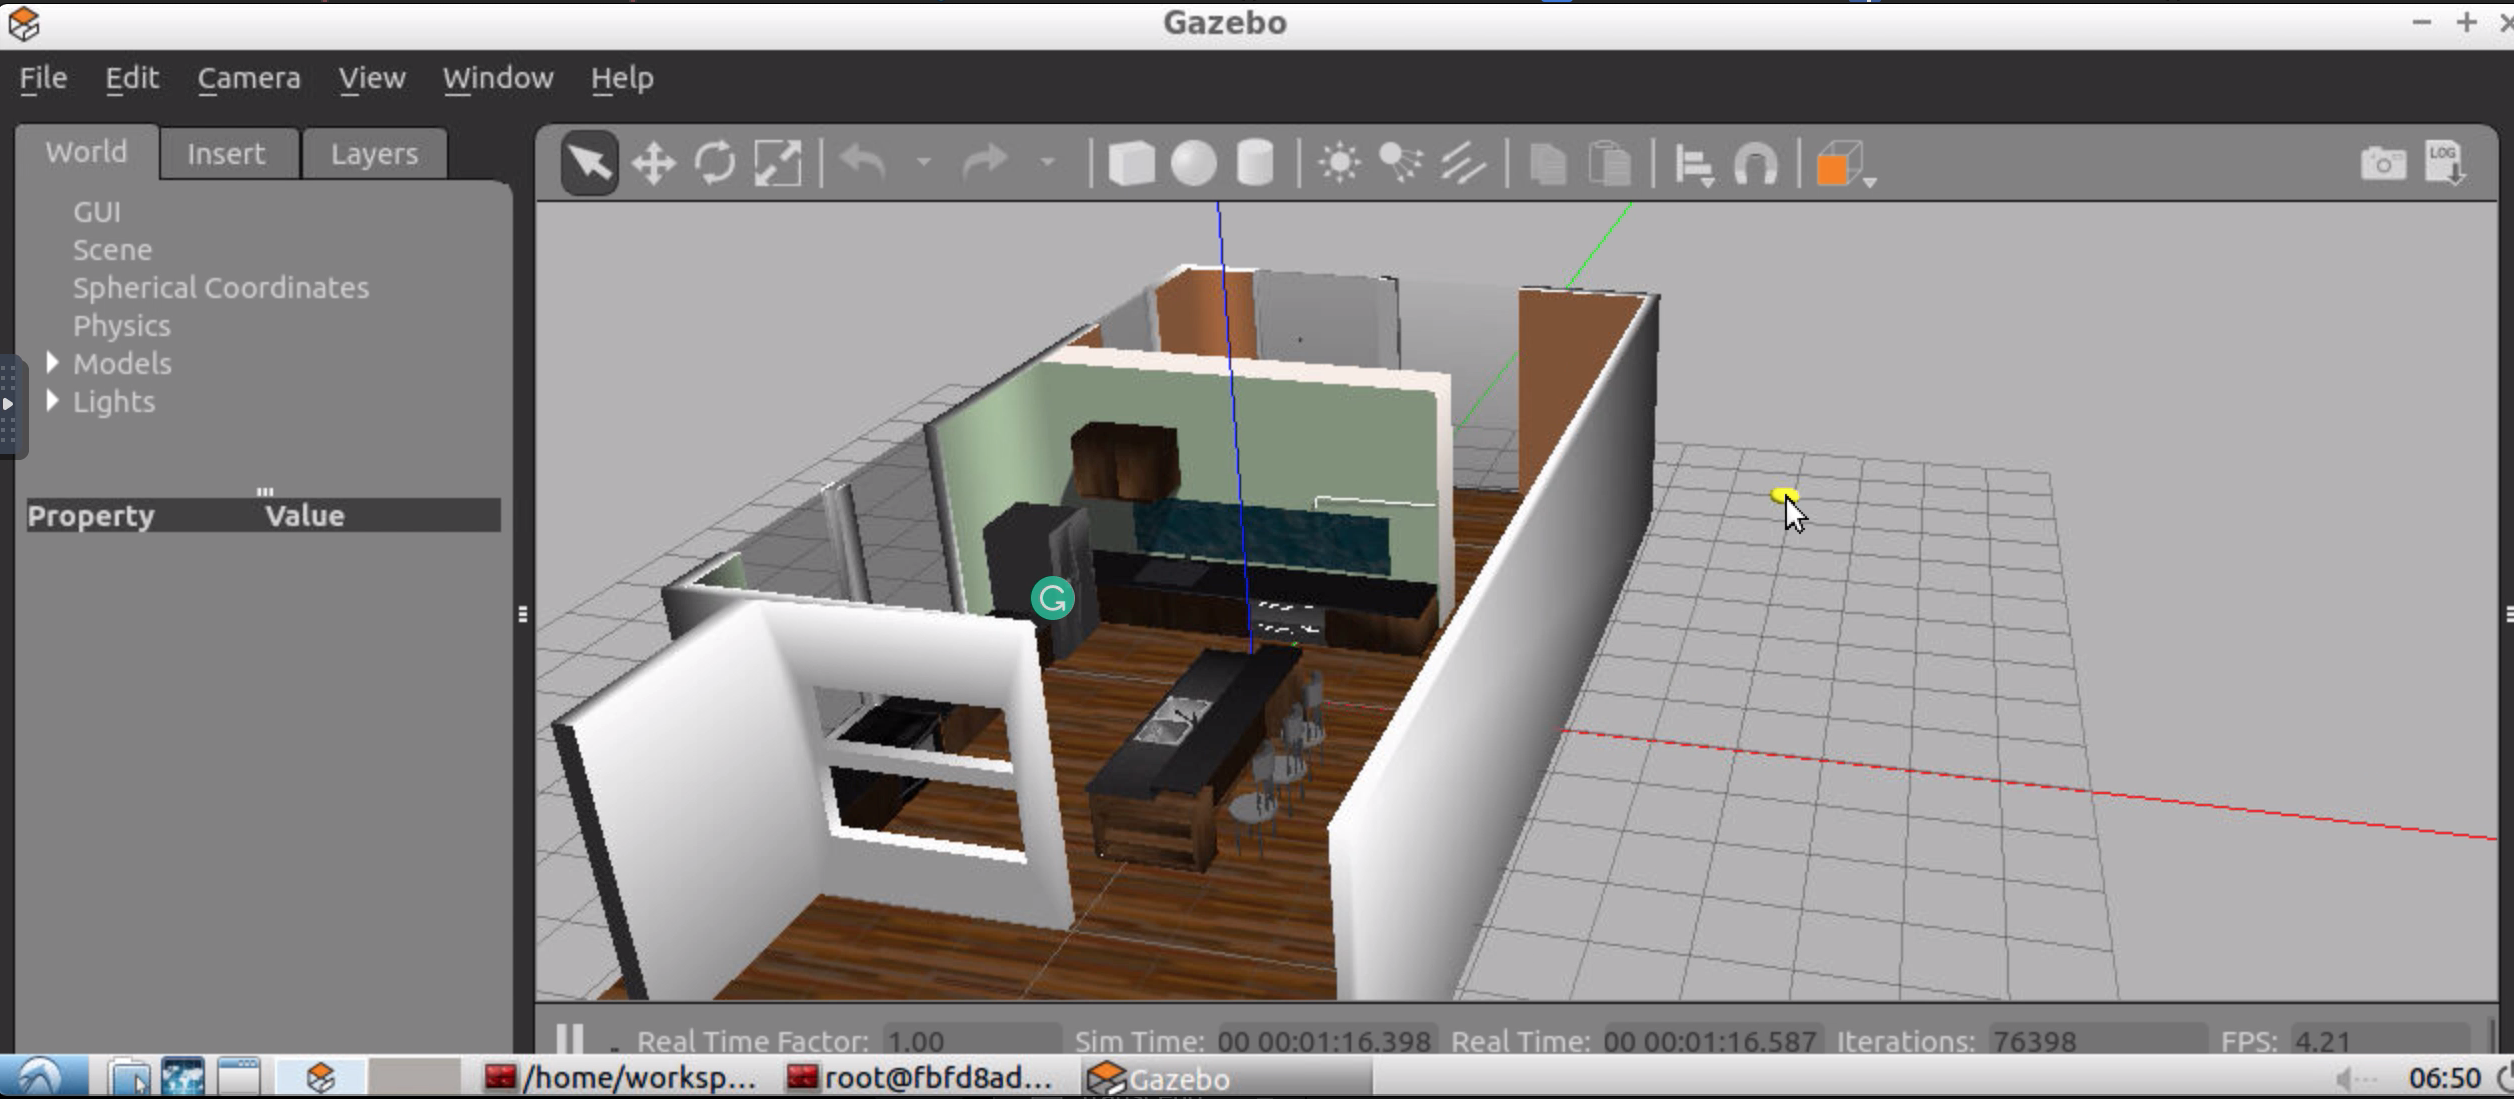 Gazebo
File Edit Camera View Window Help
World Insert Layers
LOG
GUI
Scene
Spherical Coordinates
Physics
Models
Lights
Property Value
G
Real Time Factor: 1.00 Sim Time: 00 00:01:16.398 Real Time: 00 00:01:16.587 Iterations: 76398 FPS: 4.21
/home/worksp... root@fbfd8ad... Gazebo 06:50